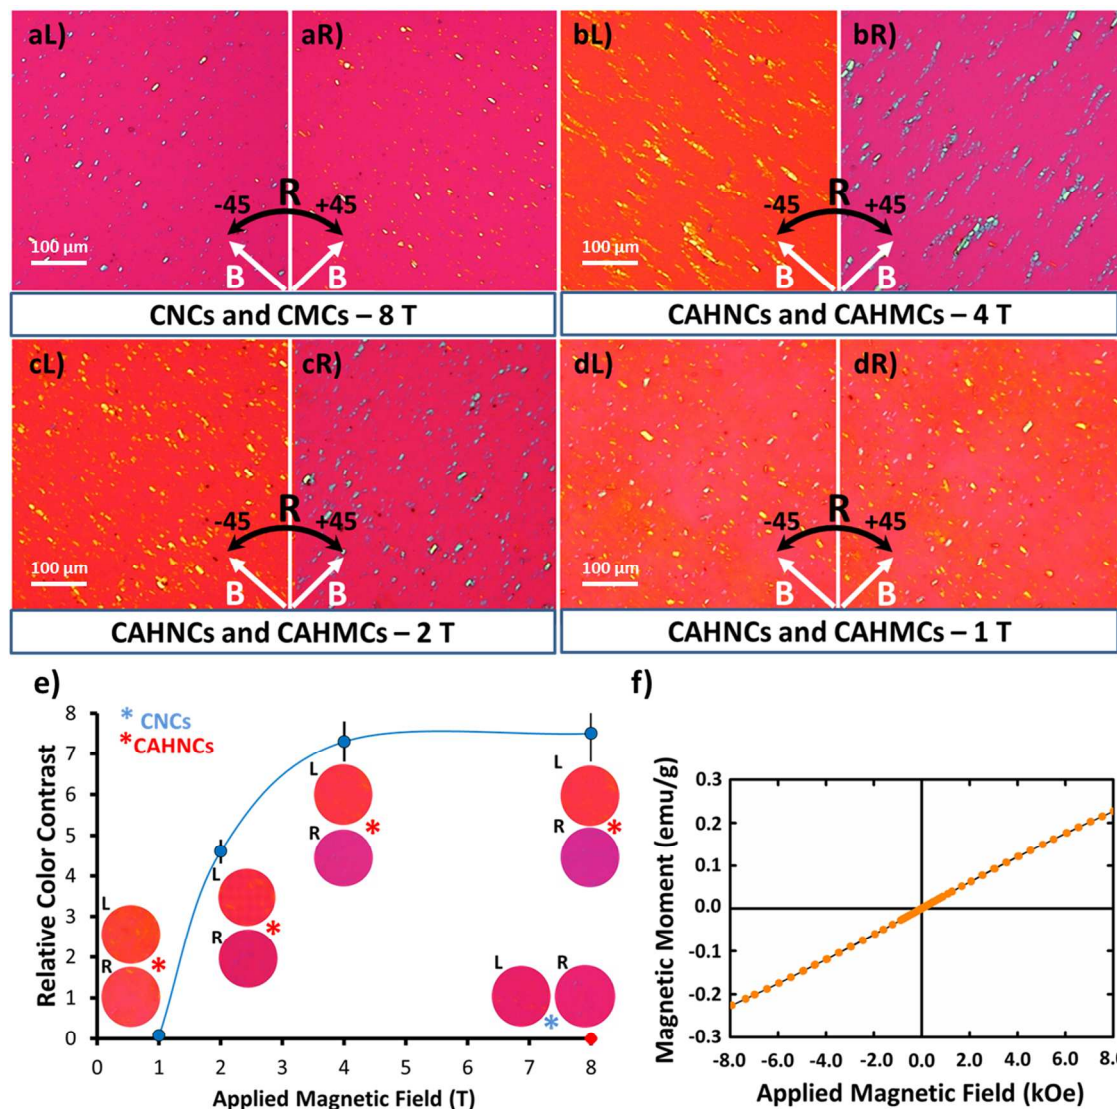 aL)
aR)
R
-45
+45
B
B
100 µm
CNCs and CMCs – 8 T
bL)
bR)
R
-45
+45
B
B
100 µm
CAHNCs and CAHMCs – 4 T
cL)
cR)
R
-45
+45
B
B
100 µm
CAHNCs and CAHMCs – 2 T
dL)
dR)
R
-45
+45
B
B
100 µm
CAHNCs and CAHMCs – 1 T
e)
* CNCs
*CAHNCs
Relative Color Contrast
8
7
6
5
4
3
2
1
0
L
R
*
L
R
*
L
R
*
L
R
*
L
R
*
0 1 2 3 4 5 6 7 8
Applied Magnetic Field (T)
f)
Magnetic Moment (emu/g)
0.3
0.2
0.1
0.0
-0.1
-0.2
-0.3
-8.0 -6.0 -4.0 -2.0 0.0 2.0 4.0 6.0 8.0
Applied Magnetic Field (kOe)